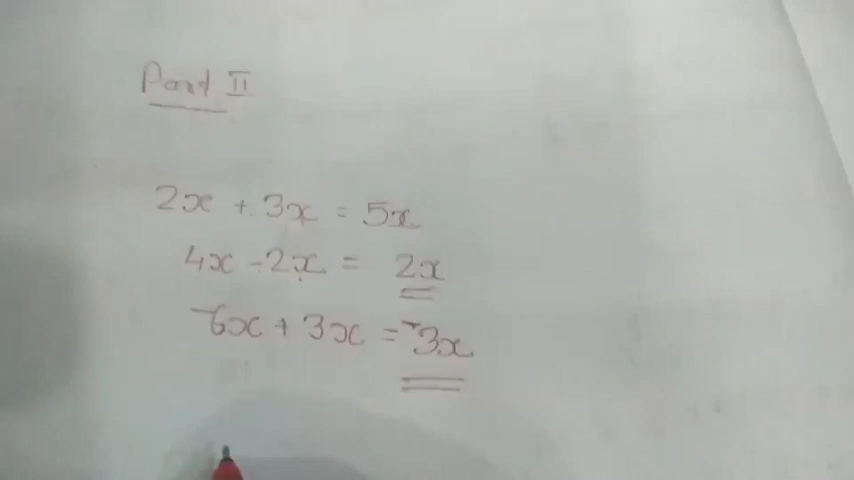 Part II
2x + 3x = 5x
4x - 2x = 2x
-6x + 3x = -3x